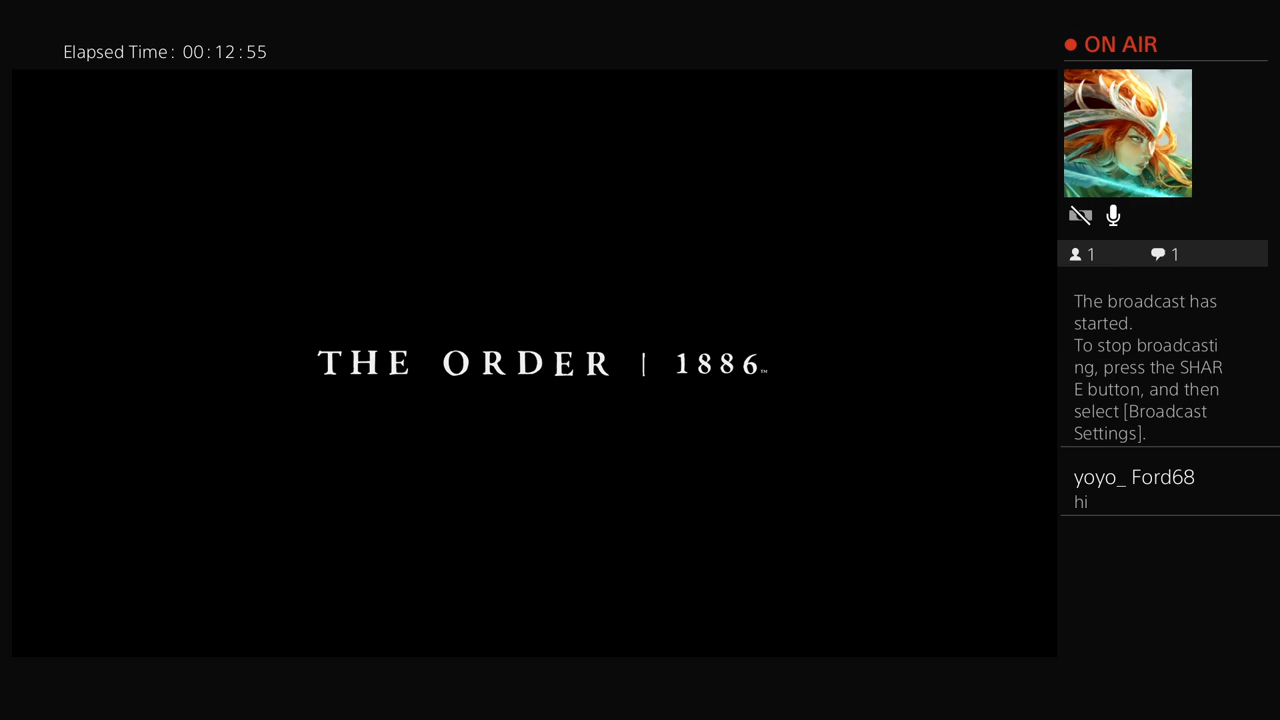 Elapsed Time: 00:12:55
ON AIR
THE ORDER | 1886™
1 1
The broadcast has
started.
To stop broadcasti
ng, press the SHAR
E button, and then
select [Broadcast
Settings].
yoyo_ Ford68
hi